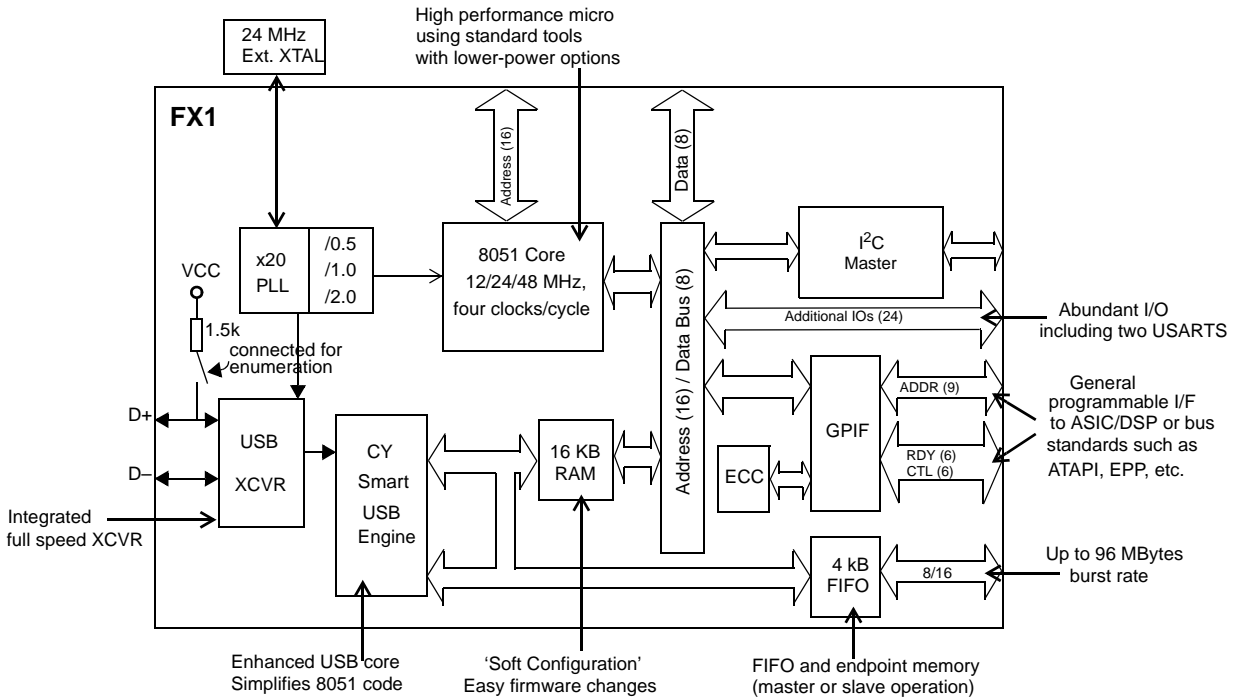 24 MHz
Ext. XTAL
High performance micro
using standard tools
with lower-power options
FX1
Address (16)
Data (8)
x20
PLL
/0.5
/1.0
/2.0
8051 Core
12/24/48 MHz,
four clocks/cycle
I2C
Master
VCC
1.5k
connected for
enumeration
Address (16) / Data Bus (8)
Additional IOs (24)
Abundant I/O
including two USARTS
D+
D–
USB
XCVR
Integrated
full speed XCVR
CY
Smart
USB
Engine
16 KB
RAM
ECC
GPIF
ADDR (9)
RDY (6)
CTL (6)
General
programmable I/F
to ASIC/DSP or bus
standards such as
ATAPI, EPP, etc.
4 kB
FIFO
8/16
Up to 96 MBytes
burst rate
Enhanced USB core
Simplifies 8051 code
‘Soft Configuration’
Easy firmware changes
FIFO and endpoint memory
(master or slave operation)